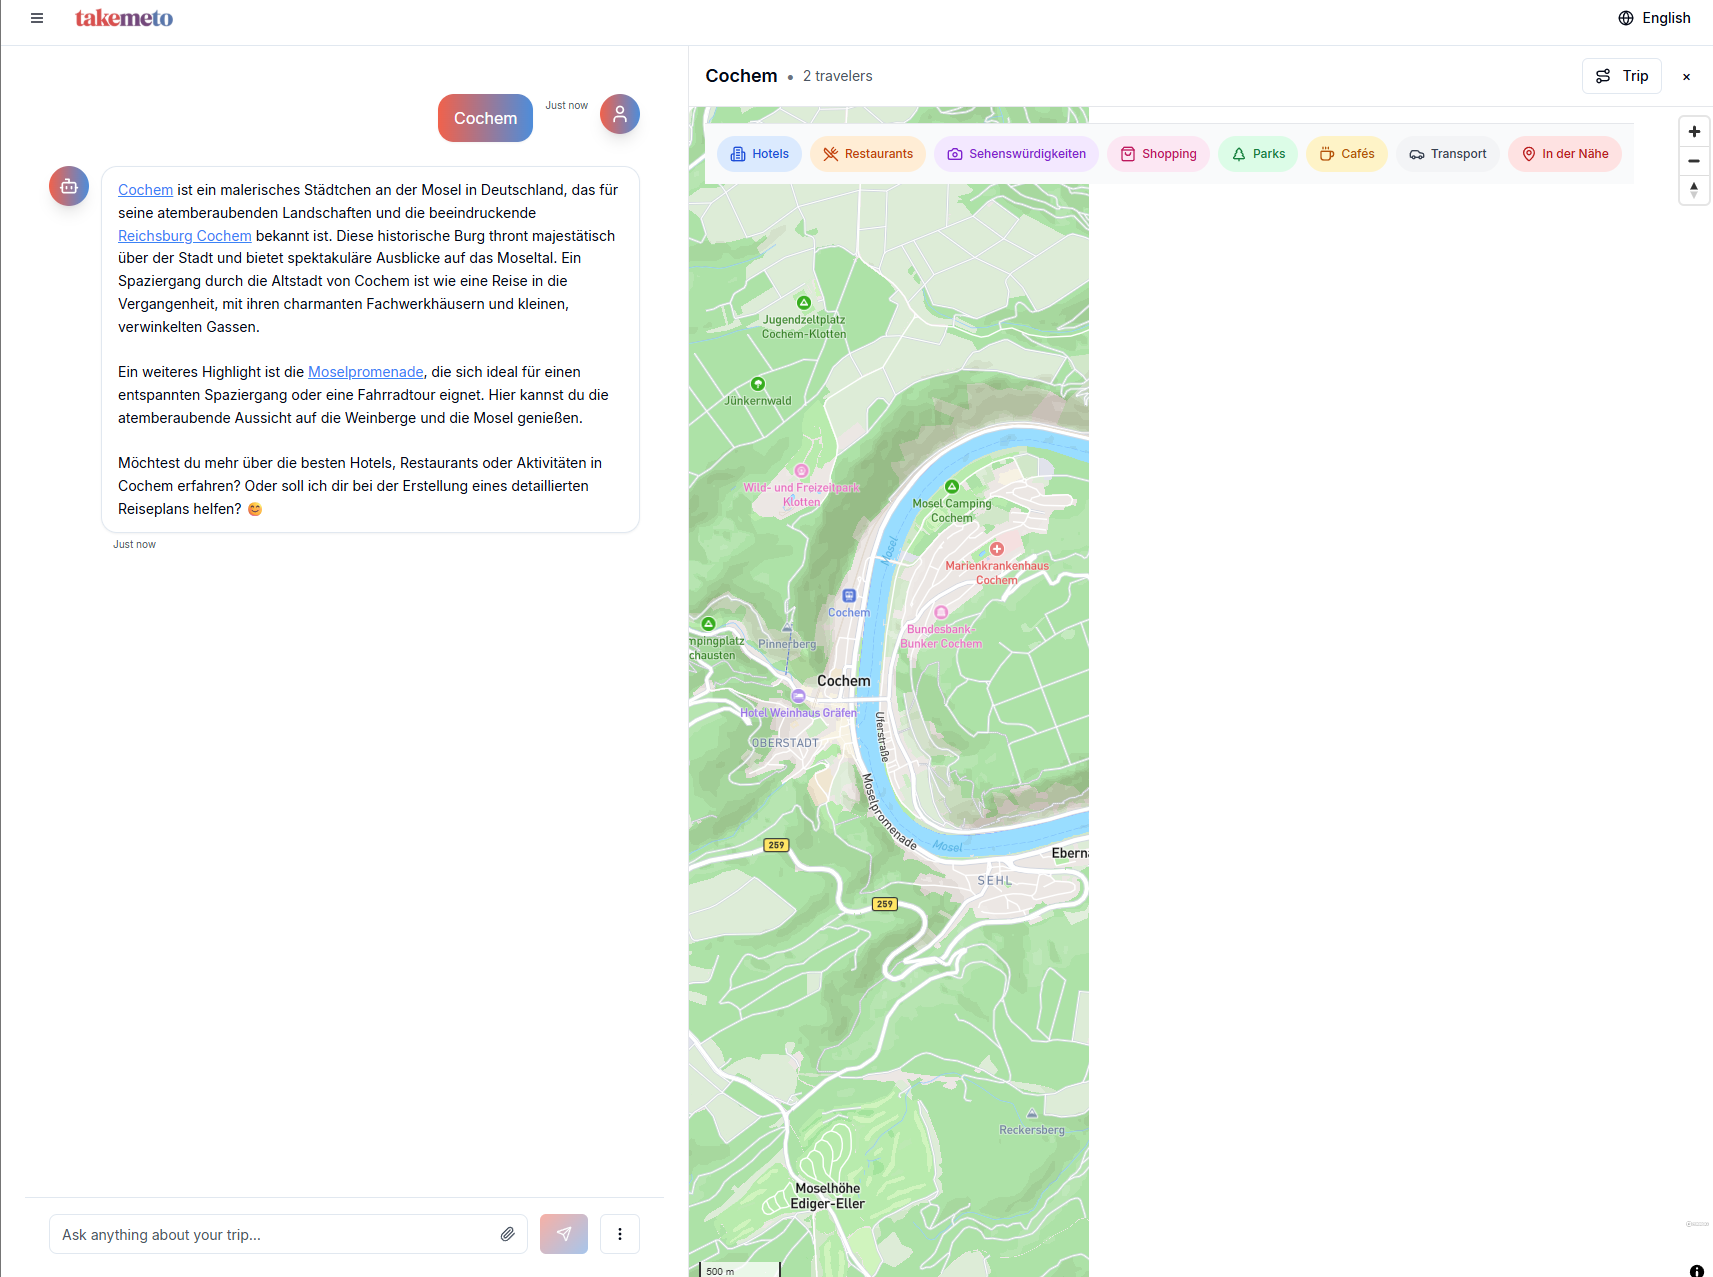 takemeto
English
Cochem
Just now
Cochem ist ein malerisches Städtchen an der Mosel in Deutschland, das für
seine atemberaubenden Landschaften und die beeindruckende
Reichsburg Cochem bekannt ist. Diese historische Burg thront majestätisch
über der Stadt und bietet spektakuläre Ausblicke auf das Moseltal. Ein
Spaziergang durch die Altstadt von Cochem ist wie eine Reise in die
Vergangenheit, mit ihren charmanten Fachwerkhäusern und kleinen,
verwinkelten Gassen.
Ein weiteres Highlight ist die Moselpromenade, die sich ideal für einen
entspannten Spaziergang oder eine Fahrradtour eignet. Hier kannst du die
atemberaubende Aussicht auf die Weinberge und die Mosel genießen.
Möchtest du mehr über die besten Hotels, Restaurants oder Aktivitäten in
Cochem erfahren? Oder soll ich dir bei der Erstellung eines detaillierten
Reiseplans helfen? 😊
Just now
Ask anything about your trip...
Cochem • 2 travelers
Trip
×
Hotels
Restaurants
Sehenswürdigkeiten
Shopping
Parks
Cafés
Transport
In der Nähe
Jugendzeltplatz
Cochem-Klotten
Jünkernwald
Wild- und Freizeitpark
Klotten
Mosel Camping
Cochem
Mosel
Marienkrankenhaus
Cochem
Cochem
Bundesbank-
Bunker Cochem
mpingplatz
chausten
Pinnerberg
Cochem
Hotel Weinhaus Gräfen
Uferstraße
OBERSTADT
Moselpromenade
259
Mosel
Eberna
SEHL
259
Reckersberg
Moselhöhe
Ediger-Eller
500 m